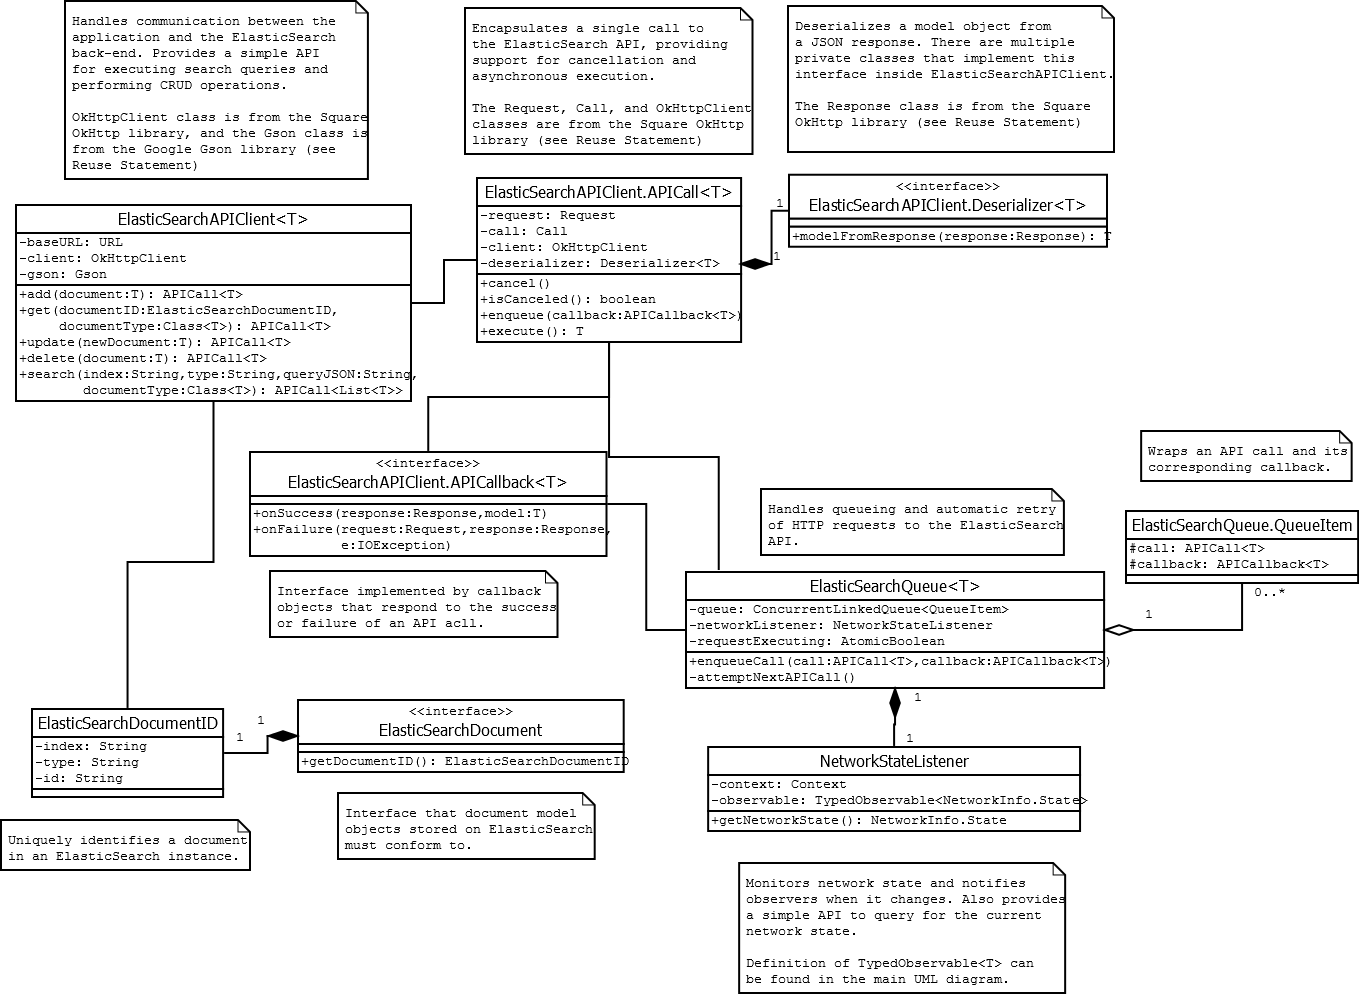 Handles communication between the
application and the ElasticSearch
back-end. Provides a simple API
for executing search queries and
performing CRUD operations.
OkHttpClient class is from the Square
OkHttp library, and the Gson class is
from the Google Gson library (see
Reuse Statement)
Encapsulates a single call to
the ElasticSearch API, providing
support for cancellation and
asynchronous execution.
The Request, Call, and OkHttpClient
classes are from the Square OkHttp
library (see Reuse Statement)
Deserializes a model object from
a JSON response. There are multiple
private classes that implement this
interface inside ElasticSearchAPIClient.
The Response class is from the Square
OkHttp library (see Reuse Statement)
ElasticSearchAPIClient<T>
-baseURL: URL
-client: OkHttpClient
-gson: Gson
+add(document:T): APICall<T>
+get(documentID:ElasticSearchDocumentID,
documentType:Class<T>): APICall<T>
+update(newDocument:T): APICall<T>
+delete(document:T): APICall<T>
+search(index:String,type:String,queryJSON:String,
documentType:Class<T>): APICall<List<T>>
ElasticSearchAPIClient.APICall<T>
-request: Request
-call: Call
-client: OkHttpClient
-deserializer: Deserializer<T>
+cancel()
+isCanceled(): boolean
+enqueue(callback:APICallback<T>)
+execute(): T
1
1
<<interface>>
ElasticSearchAPIClient.Deserializer<T>
+modelFromResponse(response:Response): T
<<interface>>
ElasticSearchAPIClient.APICallback<T>
+onSuccess(response:Response,model:T)
+onFailure(request:Request,response:Response,
e:IOException)
Interface implemented by callback
objects that respond to the success
or failure of an API acll.
Handles queueing and automatic retry
of HTTP requests to the ElasticSearch
API.
Wraps an API call and its
corresponding callback.
ElasticSearchQueue.QueueItem
#call: APICall<T>
#callback: APICallback<T>
0..*
1
ElasticSearchQueue<T>
-queue: ConcurrentLinkedQueue<QueueItem>
-networkListener: NetworkStateListener
-requestExecuting: AtomicBoolean
+enqueueCall(call:APICall<T>,callback:APICallback<T>)
-attemptNextAPICall()
1
1
ElasticSearchDocumentID
-index: String
-type: String
-id: String
1
1
<<interface>>
ElasticSearchDocument
+getDocumentID(): ElasticSearchDocumentID
Uniquely identifies a document
in an ElasticSearch instance.
Interface that document model
objects stored on ElasticSearch
must conform to.
NetworkStateListener
-context: Context
-observable: TypedObservable<NetworkInfo.State>
+getNetworkState(): NetworkInfo.State
Monitors network state and notifies
observers when it changes. Also provides
a simple API to query for the current
network state.
Definition of TypedObservable<T> can
be found in the main UML diagram.